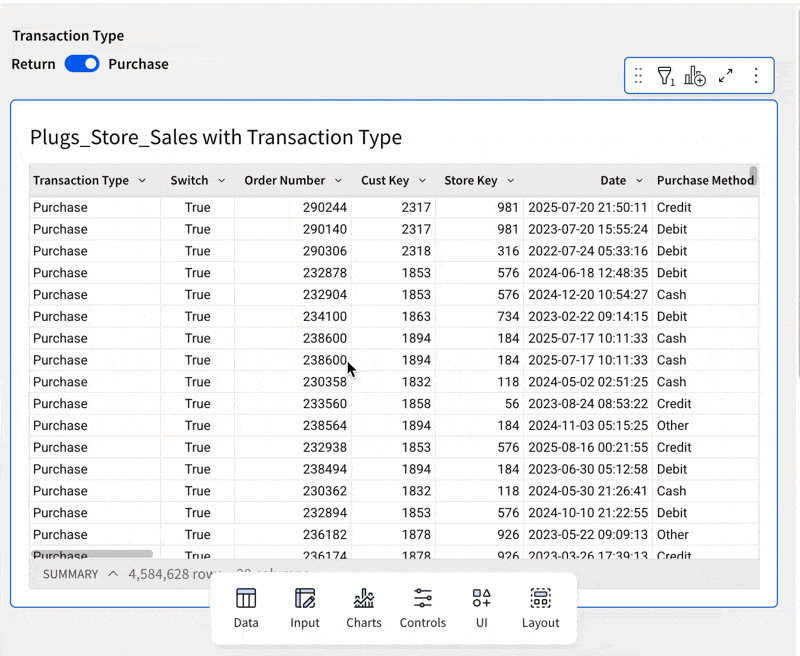 Transaction Type
Return Purchase
1
Plugs_Store_Sales with Transaction Type
Transaction Type Switch Order Number Cust Key Store Key Date Purchase Method
Purchase True 290244 2317 981 2025-07-20 21:50:11 Credit
Purchase True 290140 2317 981 2023-07-20 15:55:24 Debit
Purchase True 290306 2318 316 2022-07-24 05:33:16 Debit
Purchase True 232878 1853 576 2024-06-18 12:48:35 Debit
Purchase True 232904 1853 576 2024-12-20 10:54:27 Cash
Purchase True 234100 1863 734 2023-02-22 09:14:15 Debit
Purchase True 238600 1894 184 2025-07-17 10:11:33 Cash
Purchase True 238600 1894 184 2025-07-17 10:11:33 Cash
Purchase True 230358 1832 118 2024-05-02 02:51:25 Cash
Purchase True 233560 1858 56 2023-08-24 08:53:22 Credit
Purchase True 238564 1894 184 2024-11-03 05:15:25 Other
Purchase True 232938 1853 576 2025-08-16 00:21:55 Credit
Purchase True 238494 1894 184 2023-06-30 05:12:58 Debit
Purchase True 230362 1832 118 2024-05-30 21:26:41 Cash
Purchase True 232894 1853 576 2024-10-10 21:22:55 Debit
Purchase True 236182 1878 926 2023-05-22 09:09:13 Other
Purchase True 236174 1878 926 2023-03-26 17:39:13 Credit
SUMMARY 4,584,628 rows
Data Input Charts Controls UI Layout